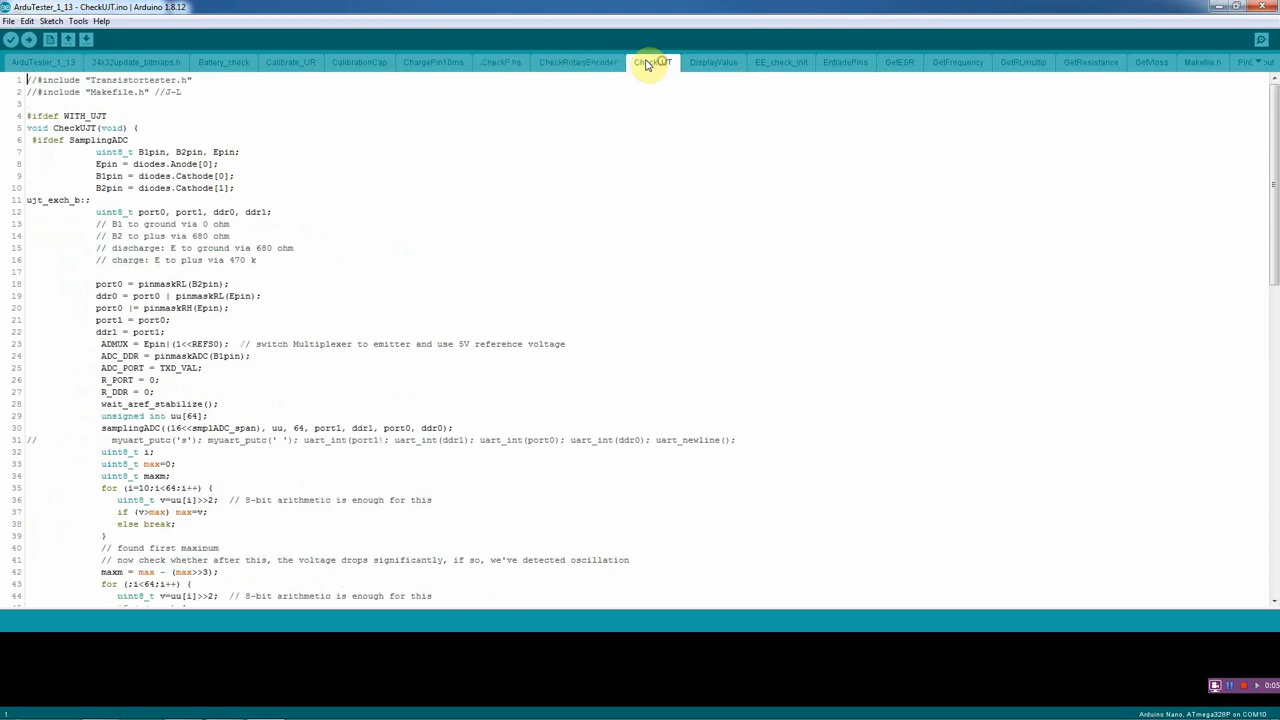 ArduTester_1_13 - CheckUJT.ino | Arduino 1.8.12
File Edit Sketch Tools Help
ArduTester_1_13 24x32update_bitmaps.h Battery_check Calibrate_UR CalibrationCap ChargePin10ms CheckPins CheckRotaryEncoder CheckUJT DisplayValue EE_check_init EntladePins GetESR GetFrequency GetRLmultip GetResistance GetVloss Makefile.h
1 //#include "Transistortester.h"
2 //#include "Makefile.h" //J-L
3
4 #ifdef WITH_UJT
5 void CheckUJT(void) {
6 #ifdef SamplingADC
7 uint8_t B1pin, B2pin, Epin;
8 Epin = diodes.Anode[0];
9 B1pin = diodes.Cathode[0];
10 B2pin = diodes.Cathode[1];
11 ujt_exch_b:;
12 uint8_t port0, port1, ddr0, ddr1;
13 // B1 to ground via 0 ohm
14 // B2 to plus via 680 ohm
15 // discharge: E to ground via 680 ohm
16 // charge: E to plus via 470 k
17
18 port0 = pinmaskRL(B2pin);
19 ddr0 = port0 | pinmaskRL(Epin);
20 port0 |= pinmaskRH(Epin);
21 port1 = port0;
22 ddr1 = port1;
23 ADMUX = Epin|(1<<REFS0); // switch Multiplexer to emitter and use 5V reference voltage
24 ADC_DDR = pinmaskADC(B1pin);
25 ADC_PORT = TXD_VAL;
26 R_PORT = 0;
27 R_DDR = 0;
28 wait_aref_stabilize();
29 unsigned int uu[64];
30 samplingADC((16<<smplADC_span), uu, 64, port1, ddr1, port0, ddr0);
31 // myuart_putc('s'); myuart_putc(' '); uart_int(port1); uart_int(ddr1); uart_int(port0); uart_int(ddr0); uart_newline();
32 uint8_t i;
33 uint8_t max=0;
34 uint8_t maxm;
35 for (i=10;i<64;i++) {
36 uint8_t v=uu[i]>>2; // 8-bit arithmetic is enough for this
37 if (v>max) max=v;
38 else break;
39 }
40 // found first maximum
41 // now check whether after this, the voltage drops significantly, if so, we've detected oscillation
42 maxm = max - (max>>3);
43 for (;i<64;i++) {
44 uint8_t v=uu[i]>>2; // 8-bit arithmetic is enough for this
0:05
1
Arduino Nano, ATmega328P on COM10